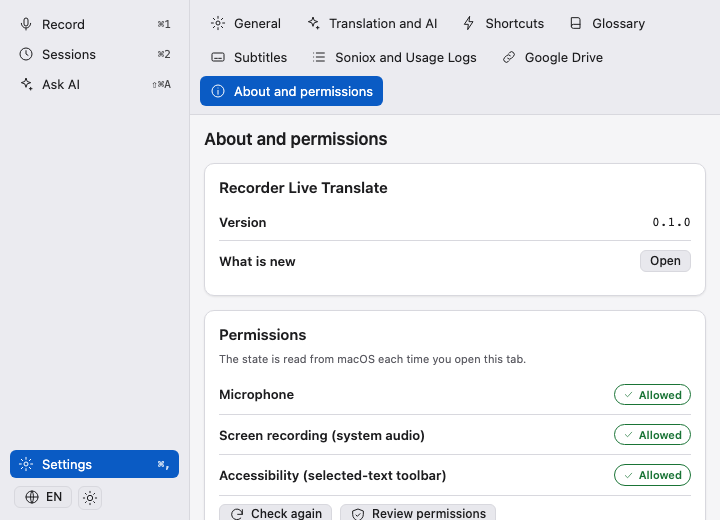 Record ⌘1
Sessions ⌘2
Ask AI ⇧⌘A
General
Translation and AI
Shortcuts
Glossary
Subtitles
Soniox and Usage Logs
Google Drive
About and permissions
About and permissions
Recorder Live Translate
Version 0.1.0
What is new Open
Permissions
The state is read from macOS each time you open this tab.
Microphone Allowed
Screen recording (system audio) Allowed
Accessibility (selected-text toolbar) Allowed
Check again Review permissions
Settings ⌘,
EN